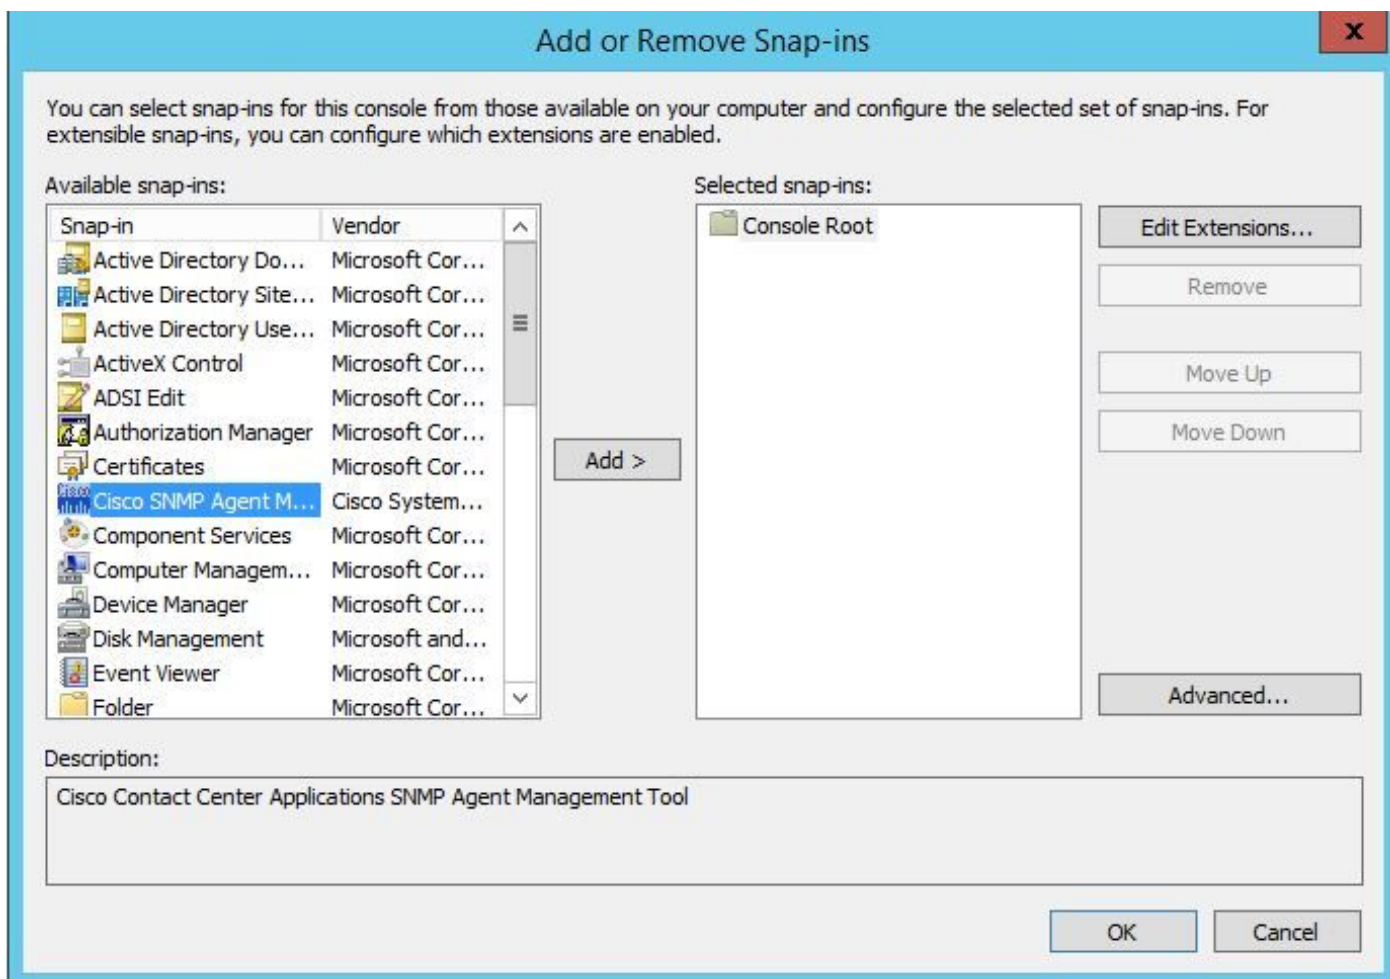 Add or Remove Snap-ins
X
You can select snap-ins for this console from those available on your computer and configure the selected set of snap-ins. For
extensible snap-ins, you can configure which extensions are enabled.
Available snap-ins:
Snap-in Vendor
Active Directory Do... Microsoft Cor...
Active Directory Site... Microsoft Cor...
Active Directory Use... Microsoft Cor...
ActiveX Control Microsoft Cor...
ADSI Edit Microsoft Cor...
Authorization Manager Microsoft Cor...
Certificates Microsoft Cor...
Cisco SNMP Agent M... Cisco System...
Component Services Microsoft Cor...
Computer Managem... Microsoft Cor...
Device Manager Microsoft Cor...
Disk Management Microsoft and...
Event Viewer Microsoft Cor...
Folder Microsoft Cor...
Add >
Selected snap-ins:
Console Root
Edit Extensions...
Remove
Move Up
Move Down
Advanced...
Description:
Cisco Contact Center Applications SNMP Agent Management Tool
OK
Cancel